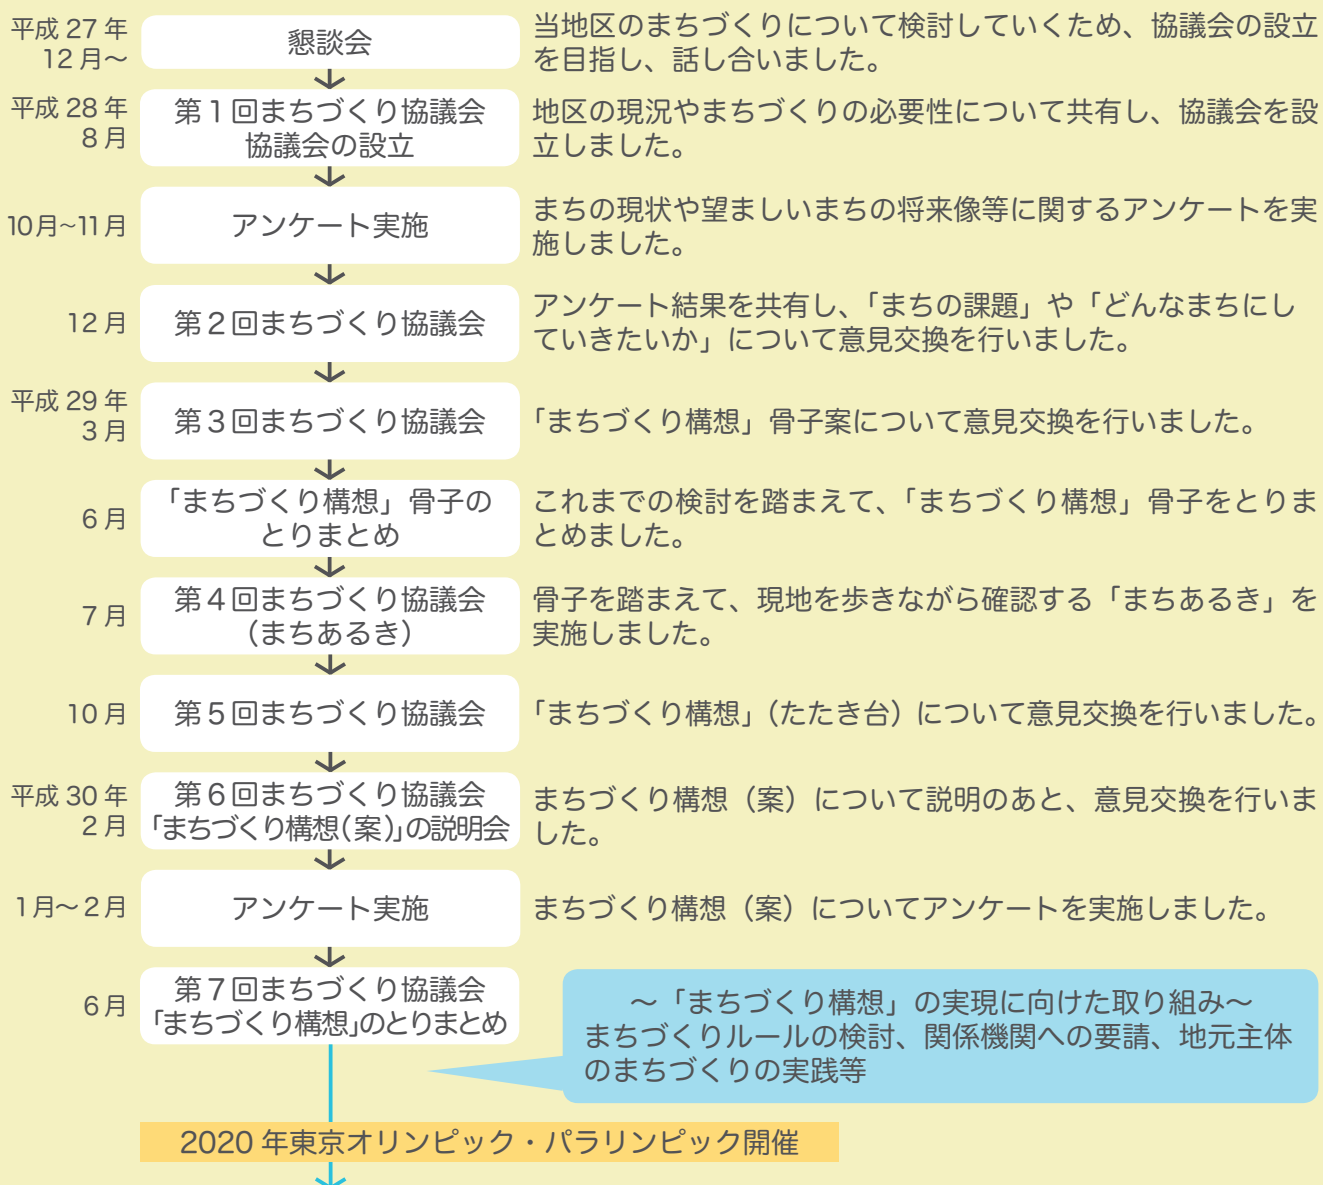 平成 27 年
12 月～
懇談会
当地区のまちづくりについて検討していくため、協議会の設立
を目指し、話し合いました。
平成 28 年
8 月
第１回まちづくり協議会
協議会の設立
地区の現況やまちづくりの必要性について共有し、協議会を設
立しました。
10月~11月
アンケート実施
まちの現状や望ましいまちの将来像等に関するアンケートを実
施しました。
12 月
第２回まちづくり協議会
アンケート結果を共有し、「まちの課題」や「どんなまちにし
ていきたいか」について意見交換を行いました。
平成 29 年
3 月
第３回まちづくり協議会
「まちづくり構想」骨子案について意見交換を行いました。
6 月
「まちづくり構想」骨子の
とりまとめ
これまでの検討を踏まえて、「まちづくり構想」骨子をとりま
とめました。
7 月
第４回まちづくり協議会
（まちあるき）
骨子を踏まえて、現地を歩きながら確認する「まちあるき」を
実施しました。
10 月
第５回まちづくり協議会
「まちづくり構想」（たたき台）について意見交換を行いました。
平成 30 年
2 月
第６回まちづくり協議会
「まちづくり構想（案）」の説明会
まちづくり構想（案）について説明のあと、意見交換を行いま
した。
1月～２月
アンケート実施
まちづくり構想（案）についてアンケートを実施しました。
6 月
第７回まちづくり協議会
「まちづくり構想」のとりまとめ
～「まちづくり構想」の実現に向けた取り組み～
まちづくりルールの検討、関係機関への要請、地元主体
のまちづくりの実践等
2020 年東京オリンピック・パラリンピック開催